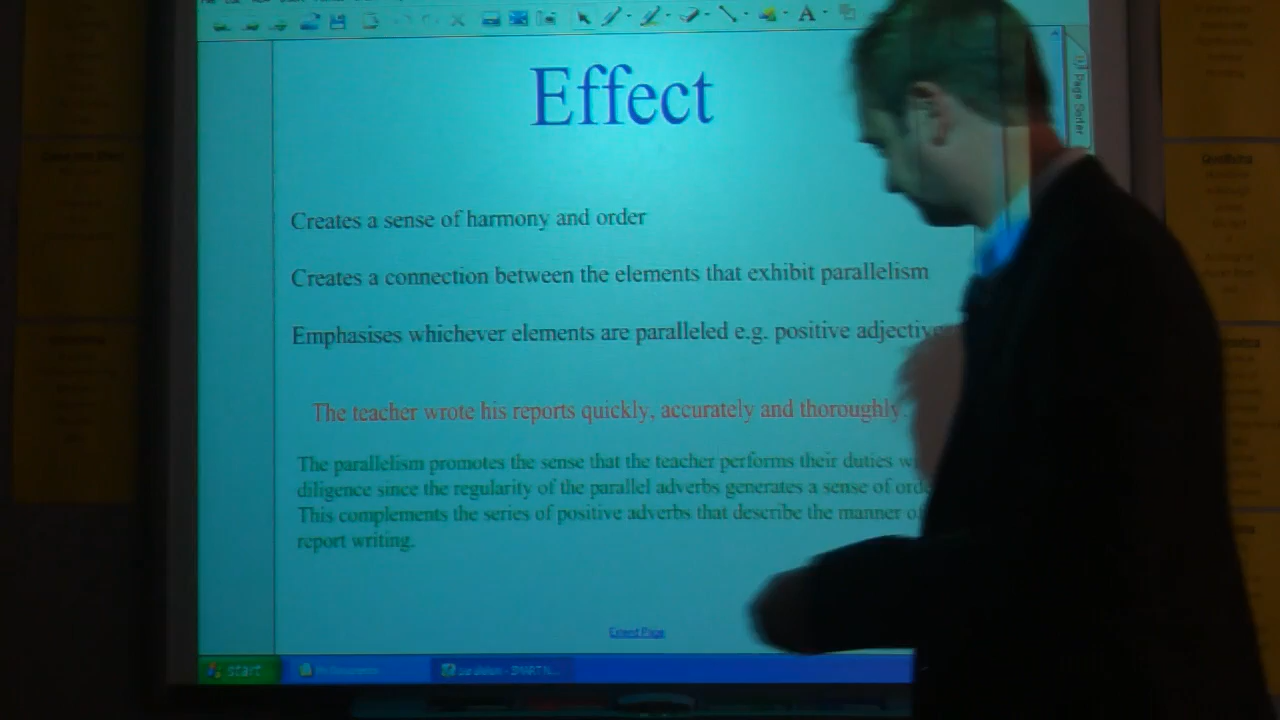 Page Sorter
Effect
Creates a sense of harmony and order
Creates a connection between the elements that exhibit parallelism
Emphasises whichever elements are paralleled e.g. positive
The teacher wrote his reports quickly, accurately and thoroughly.
The parallelism promotes the sense that the teacher performs their duties
diligence since the regularity of the parallel adverbs generates a sense of
This complements the series of positive adverbs that describe the manner
report writing.
Page
start